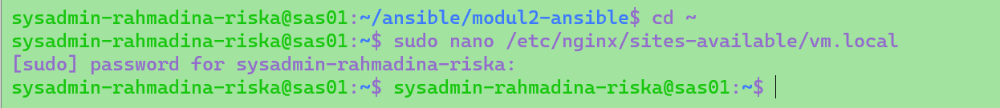 sysadmin-rahmadina-riska@sas01:~/ansible/modul2-ansible$ cd ~
sysadmin-rahmadina-riska@sas01:~$ sudo nano /etc/nginx/sites-available/vm.local
[sudo] password for sysadmin-rahmadina-riska:
sysadmin-rahmadina-riska@sas01:~$ sysadmin-rahmadina-riska@sas01:~$